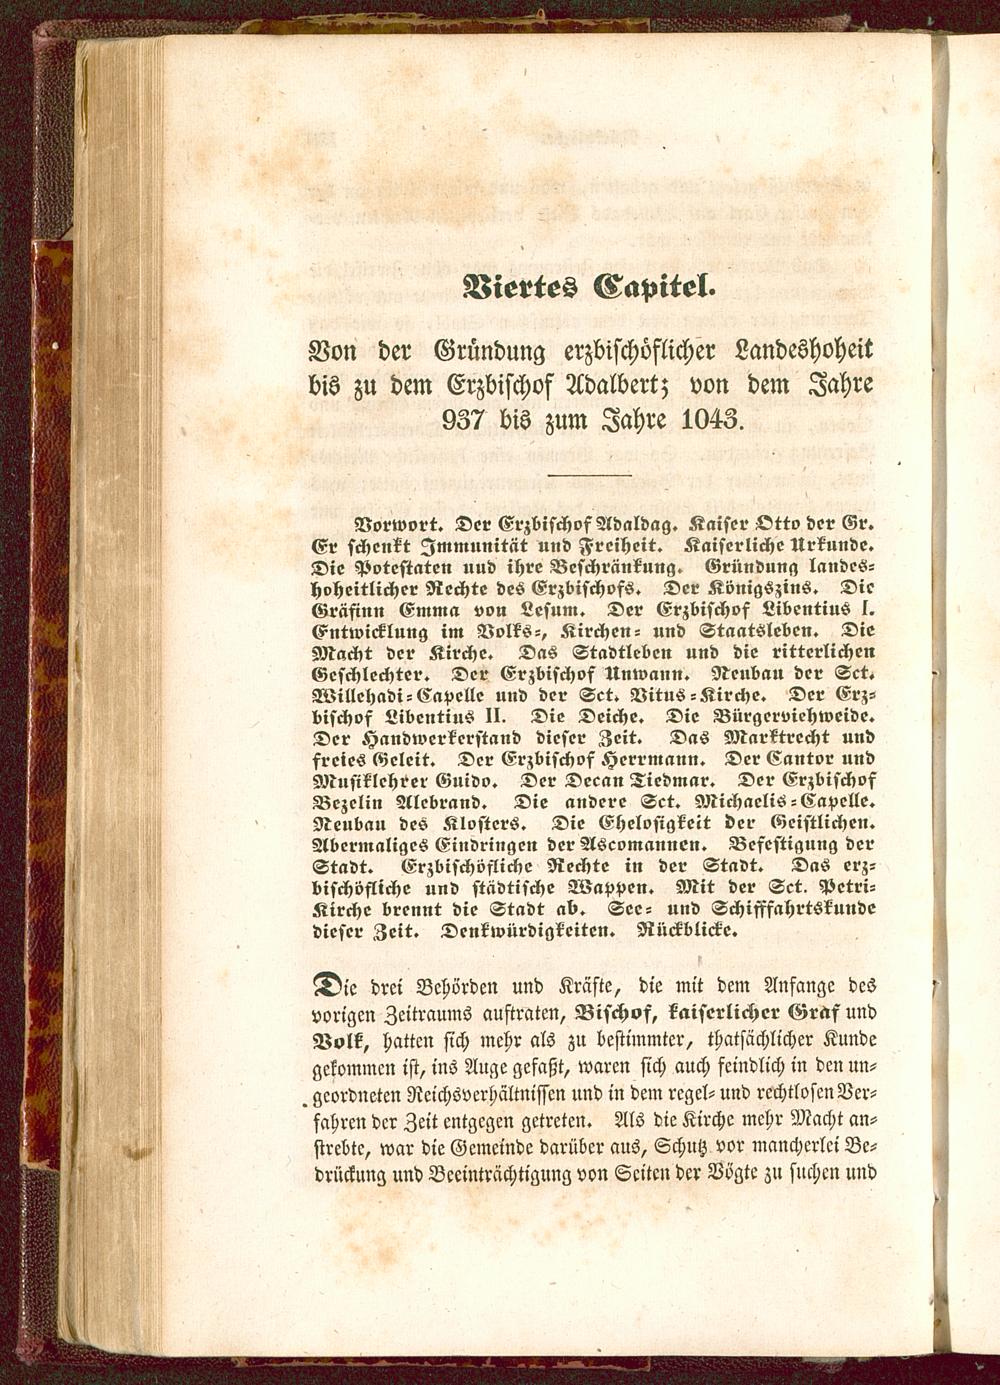 Viertes Capitel.
Von der Gründung erzbischöflicher Landeshoheit
bis zu dem Erzbischof Adalbert; von dem Jahre
937 bis zum Jahre 1043.
Vorwort. Der Erzbischof Adaldag. Kaiser Otto der Gr.
Er schenkt Immunität und Freiheit. Kaiserliche Urkunde.
Die Potestaten und ihre Beschränkung. Gründung landes-
hoheitlicher Rechte des Erzbischofs. Der Königszins. Die
Gräfinn Emma von Lesum. Der Erzbischof Libentius I.
Entwicklung im Volks-, Kirchen- und Staatsleben. Die
Macht der Kirche. Das Stadtleben und die ritterlichen
Geschlechter. Der Erzbischof Unwann. Neubau der Sct.
Willehadi-Capelle und der Sct. Vitus-Kirche. Der Erz-
bischof Libentius II. Die Deiche. Die Bürgerviehweide.
Der Handwerkerstand dieser Zeit. Das Marktrecht und
freies Geleit. Der Erzbischof Herrmann. Der Cantor und
Musiklehrer Guido. Der Decan Tiedmar. Der Erzbischof
Bezelin Alebrand. Die andere Sct. Michaelis-Capelle.
Neubau des Klosters. Die Ehelosigkeit der Geistlichen.
Abermaliges Eindringen der Ascomannen. Befestigung der
Stadt. Erzbischöfliche Rechte in der Stadt. Das erz-
bischöfliche und städtische Wappen. Mit der Sct. Petri-
Kirche brennt die Stadt ab. See- und Schifffahrtskunde
dieser Zeit. Denkwürdigkeiten. Rückblicke.
Die drei Behörden und Kräfte, die mit dem Anfange des
vorigen Zeitraums auftraten, Bischof, kaiserlicher Graf und
Volk, hatten sich mehr als zu bestimmter, thatsächlicher Kunde
gekommen ist, ins Auge gefaßt, waren sich auch feindlich in den un-
geordneten Reichsverhältnissen und in dem regel- und rechtlosen Ver-
fahren der Zeit entgegen getreten. Als die Kirche mehr Macht an-
strebte, war die Gemeinde darüber aus, Schutz vor mancherlei Be-
drückung und Beeinträchtigung von Seiten der Vögte zu suchen und